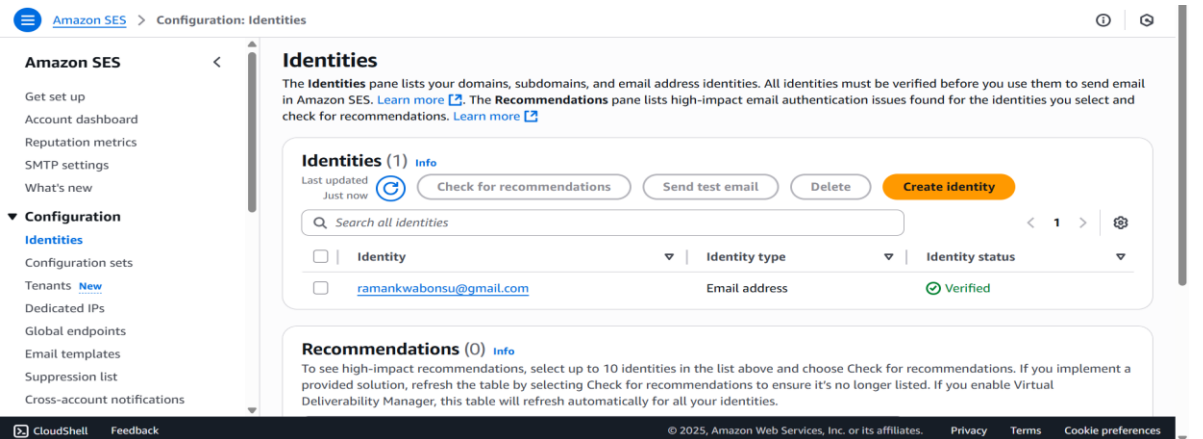 Amazon SES > Configuration: Identities
Amazon SES
Get set up
Account dashboard
Reputation metrics
SMTP settings
What's new
Configuration
Identities
Configuration sets
Tenants New
Dedicated IPs
Global endpoints
Email templates
Suppression list
Cross-account notifications
Identities
The Identities pane lists your domains, subdomains, and email address identities. All identities must be verified before you use them to send email
in Amazon SES. Learn more. The Recommendations pane lists high-impact email authentication issues found for the identities you select and
check for recommendations. Learn more
Identities (1) Info
Last updated
Just now
Check for recommendations
Send test email
Delete
Create identity
Search all identities
< 1 >
Identity
Identity type
Identity status
ramankwabonsu@gmail.com
Email address
Verified
Recommendations (0) Info
To see high-impact recommendations, select up to 10 identities in the list above and choose Check for recommendations. If you implement a
provided solution, refresh the table by selecting Check for recommendations to ensure it's no longer listed. If you enable Virtual
Deliverability Manager, this table will refresh automatically for all your identities.
CloudShell Feedback © 2025, Amazon Web Services, Inc. or its affiliates. Privacy Terms Cookie preferences